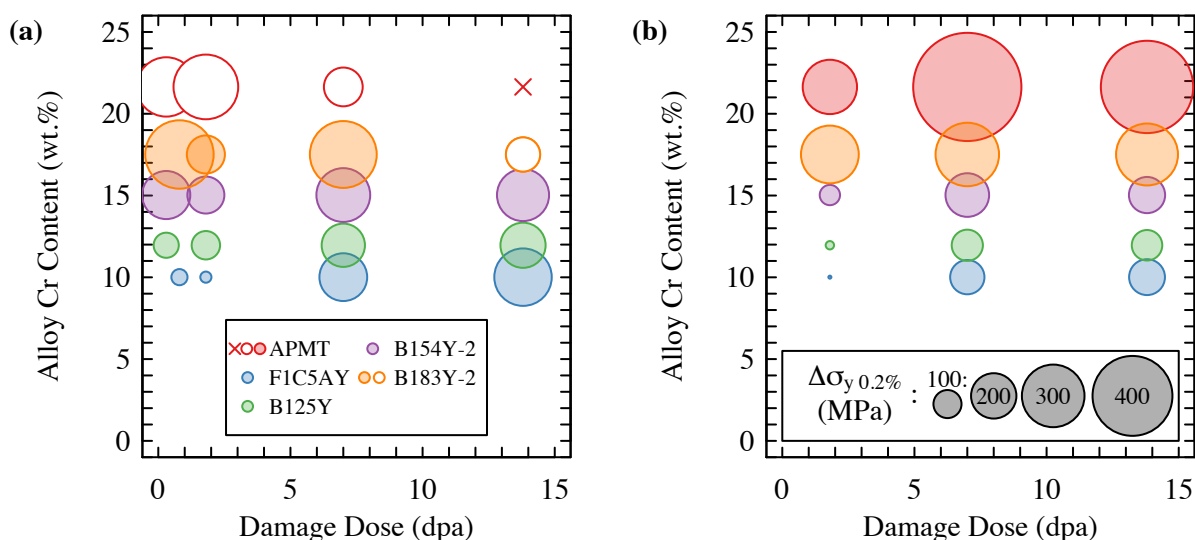 (a)
25
20
15
10
5
0
Alloy Cr Content (wt.%)
APMT
F1C5AY
B125Y
B154Y-2
B183Y-2
0 5 10 15
Damage Dose (dpa)
(b)
25
20
15
10
5
0
Alloy Cr Content (wt.%)
Δσy 0.2%
(MPa)
:
100:
200
300
400
0 5 10 15
Damage Dose (dpa)